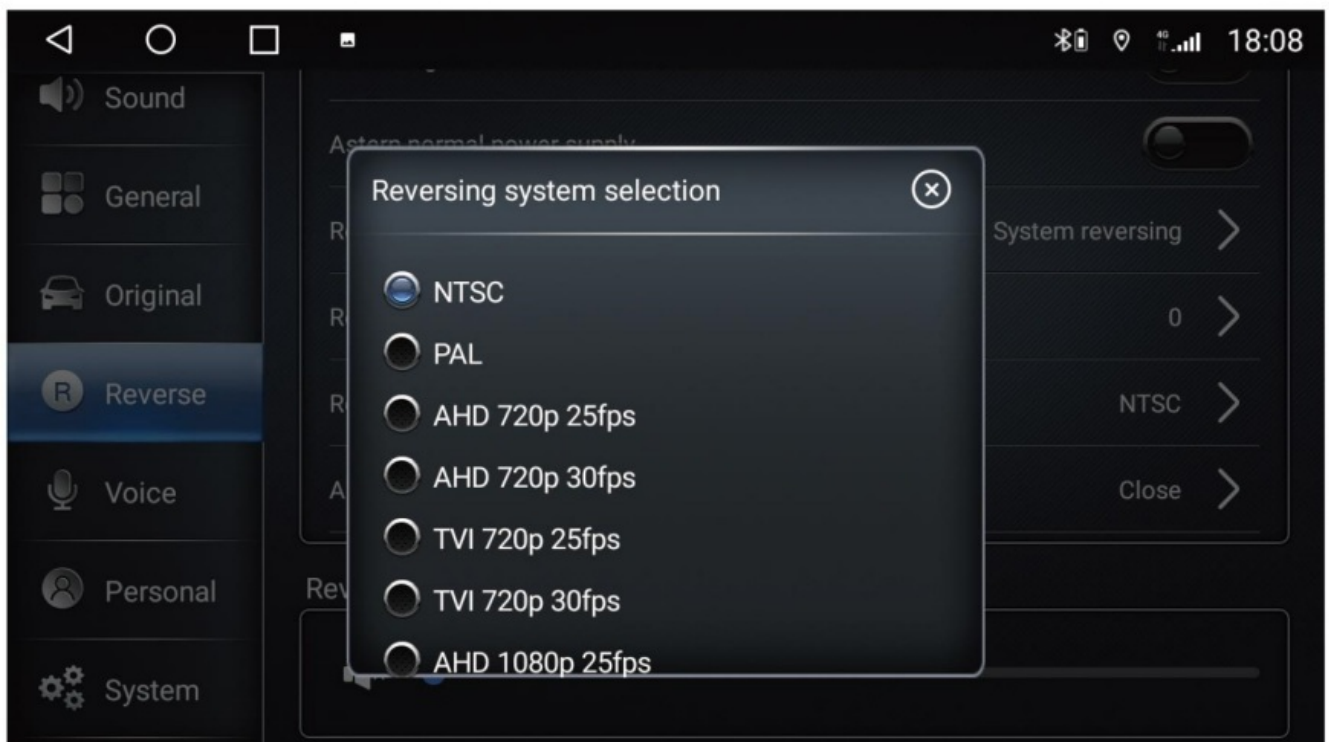 4G 18:08
Sound
General
Original
R Reverse
Voice
Personal
System
Astern normal power supply
System reversing
0
NTSC
Close
Rev
Reversing system selection
NTSC
PAL
AHD 720p 25fps
AHD 720p 30fps
TVI 720p 25fps
TVI 720p 30fps
AHD 1080p 25fps